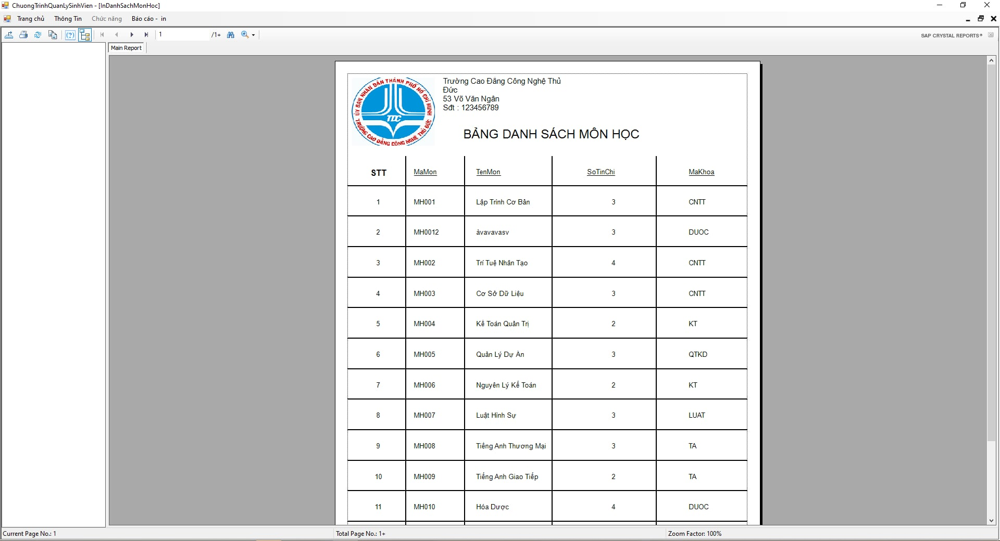 ChuongTrinhQuanLySinhVien - [InDanhSachMonHoc]
Trang chủ Thông Tin Chức năng Báo cáo - in
1 /1+ SAP CRYSTAL REPORTS®
Main Report
ỦY BAN NHÂN DÂN THÀNH PHỐ HỒ CHÍ MINH
TRƯỜNG CAO ĐẲNG CÔNG NGHỆ THỦ ĐỨC
TDC
Trường Cao Đẳng Công Nghệ Thủ
Đức
53 Võ Văn Ngân
Sđt : 123456789
BẢNG DANH SÁCH MÔN HỌC
STT MaMon TenMon SoTinChi MaKhoa
1 MH001 Lập Trình Cơ Bản 3 CNTT
2 MH0012 àvavavasv 3 DUOC
3 MH002 Trí Tuệ Nhân Tạo 4 CNTT
4 MH003 Cơ Sở Dữ Liệu 3 CNTT
5 MH004 Kế Toán Quản Trị 2 KT
6 MH005 Quản Lý Dự Án 3 QTKD
7 MH006 Nguyên Lý Kế Toán 2 KT
8 MH007 Luật Hình Sự 3 LUAT
9 MH008 Tiếng Anh Thương Mại 3 TA
10 MH009 Tiếng Anh Giao Tiếp 2 TA
11 MH010 Hóa Dược 4 DUOC
Current Page No.: 1 Total Page No.: 1+ Zoom Factor: 100%